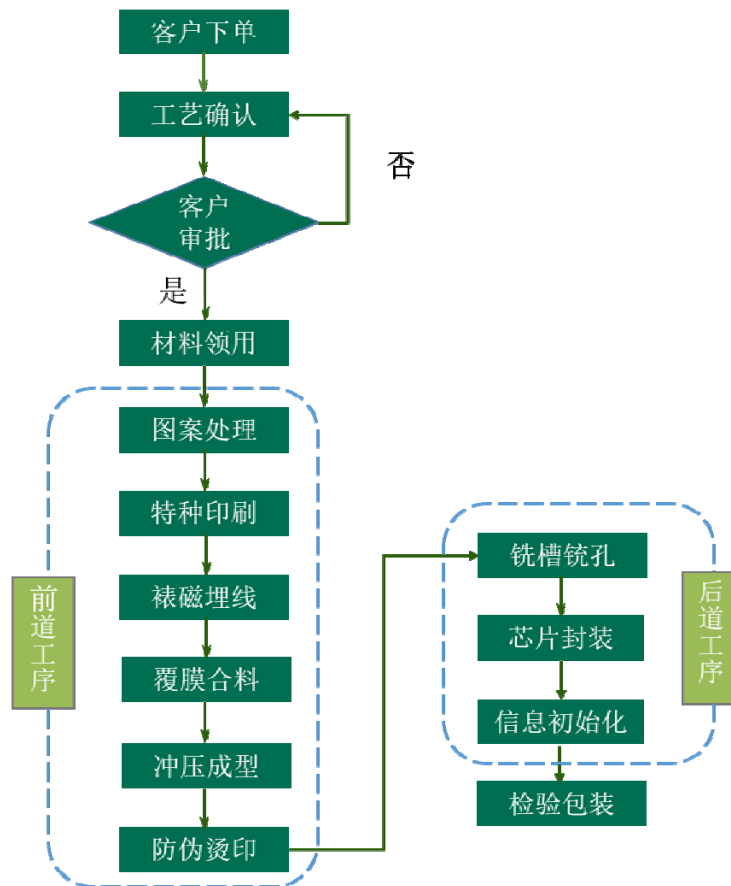 客户下单
工艺确认
否
客户
审批
是
材料领用
图案处理
特种印刷
裱磁埋线
覆膜合料
冲压成型
防伪烫印
前道工序
铣槽铳孔
芯片封装
信息初始化
检验包装
后道工序